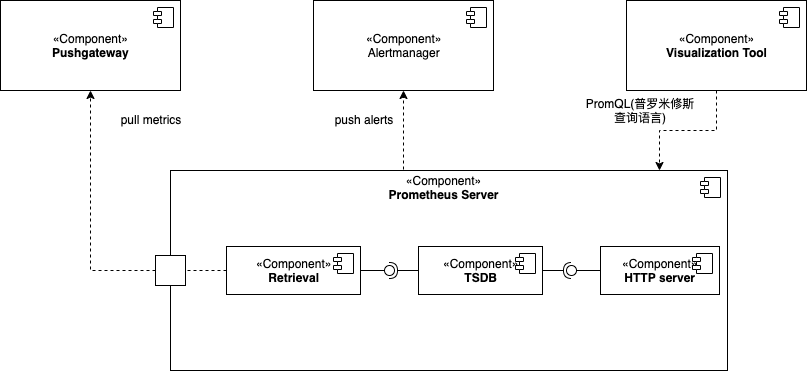 «Component»
Pushgateway
«Component»
Alertmanager
«Component»
Visualization Tool
pull metrics
push alerts
PromQL(普罗米修斯
查询语言)
«Component»
Prometheus Server
«Component»
Retrieval
«Component»
TSDB
«Component»
HTTP server